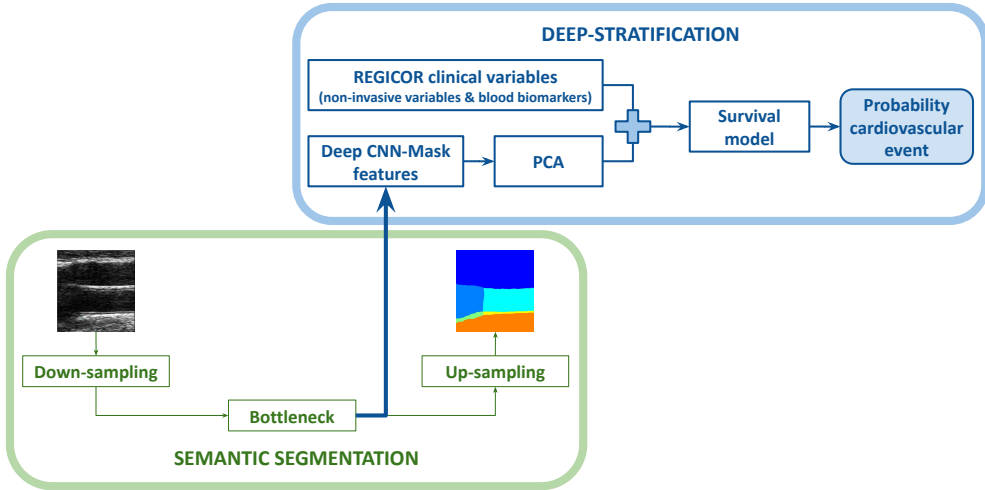 DEEP-STRATIFICATION
REGICOR clinical variables
(non-invasive variables & blood biomarkers)
Deep CNN-Mask
features
PCA
Survival
model
Probability
cardiovascular
event
Down-sampling
Bottleneck
Up-sampling
SEMANTIC SEGMENTATION